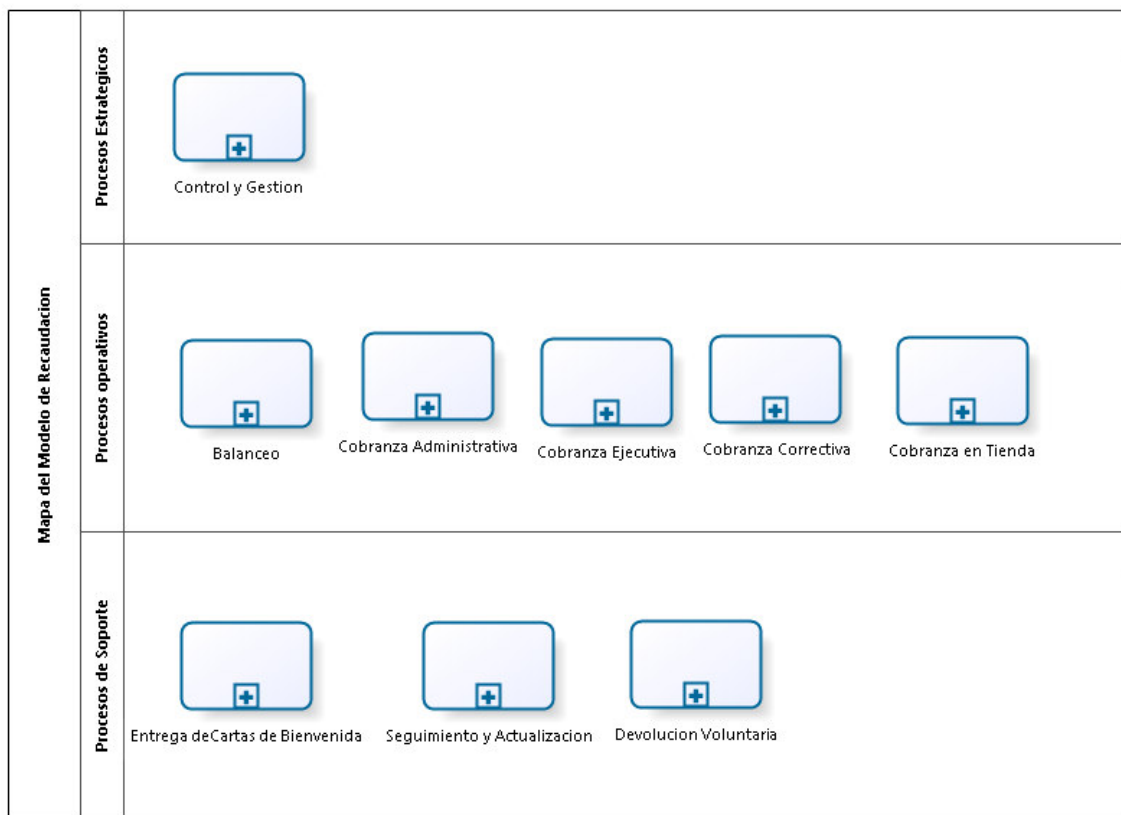 Mapa del Modelo de Recaudacion
Procesos Estrategicos
Control y Gestion
Procesos operativos
Balanceo
Cobranza Administrativa
Cobranza Ejecutiva
Cobranza Correctiva
Cobranza en Tienda
Procesos de Soporte
Entrega deCartas de Bienvenida
Seguimiento y Actualizacion
Devolucion Voluntaria